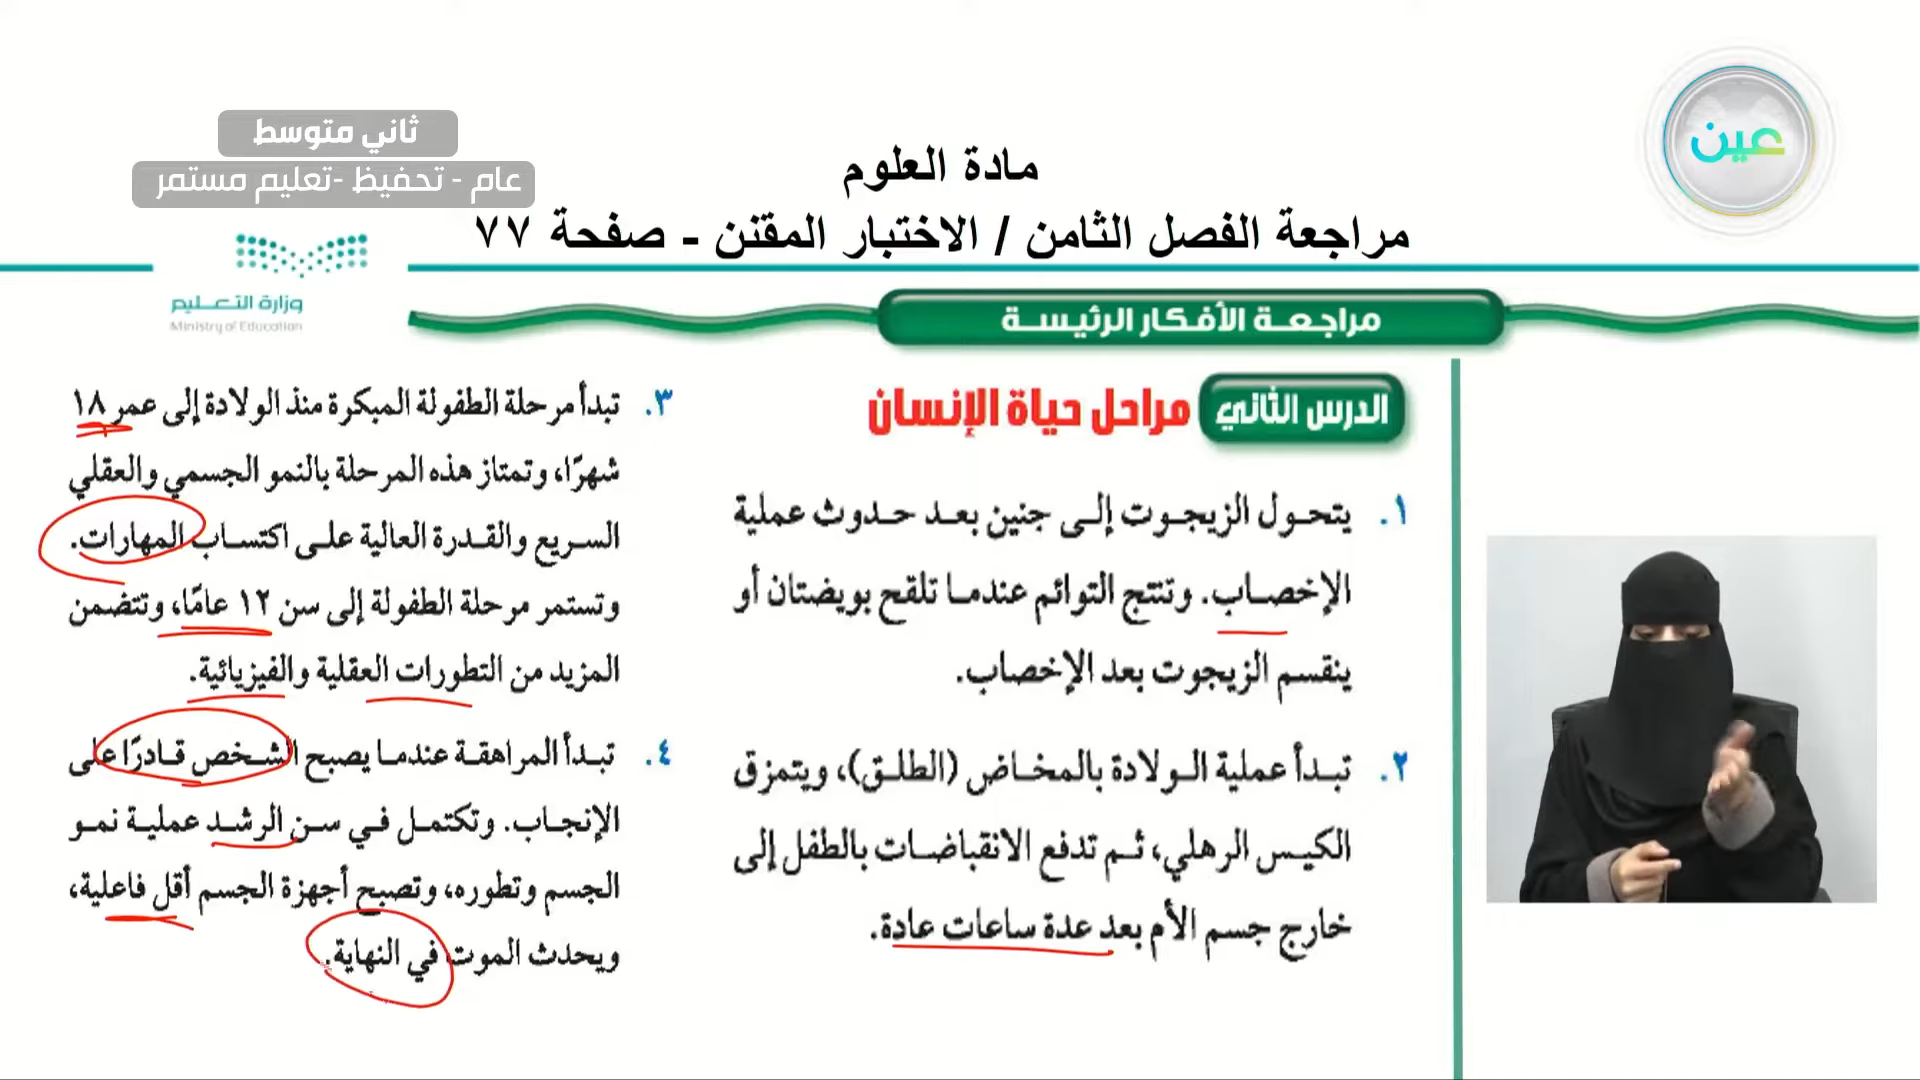 ثاني متوسط
عام - تحفيظ -تعليم مستمر
عين
مادة العلوم
مراجعة الفصل الثامن / الاختبار المقنن - صفحة ٧٧
وزارة التعليم
Ministry of Education
مراجعة الأفكار الرئيسة
الدرس الثاني مراحل حياة الإنسان
١. يتحول الزيجوت إلى جنين بعد حدوث عملية
الإخصاب. وتنتج التوائم عندما تلقح بويضتان أو
ينقسم الزيجوت بعد الإخصاب.
٢. تبدأ عملية الولادة بالمخاض (الطلق)، ويتمزق
الكيس الرهلي، ثم تدفع الانقباضات بالطفل إلى
خارج جسم الأم بعد عدة ساعات عادة.
٣. تبدأ مرحلة الطفولة المبكرة منذ الولادة إلى عمر ١٨
شهرًا، وتمتاز هذه المرحلة بالنمو الجسمي والعقلي
السريع والقدرة العالية على اكتساب المهارات.
وتستمر مرحلة الطفولة إلى سن ١٢ عامًا، وتتضمن
المزيد من التطورات العقلية والفيزيائية.
٤. تبدأ المراهقة عندما يصبح الشخص قادرًا على
الإنجاب. وتكتمل في سن الرشد عملية نمو
الجسم وتطوره، وتصبح أجهزة الجسم أقل فاعلية،
ويحدث الموت في النهاية.